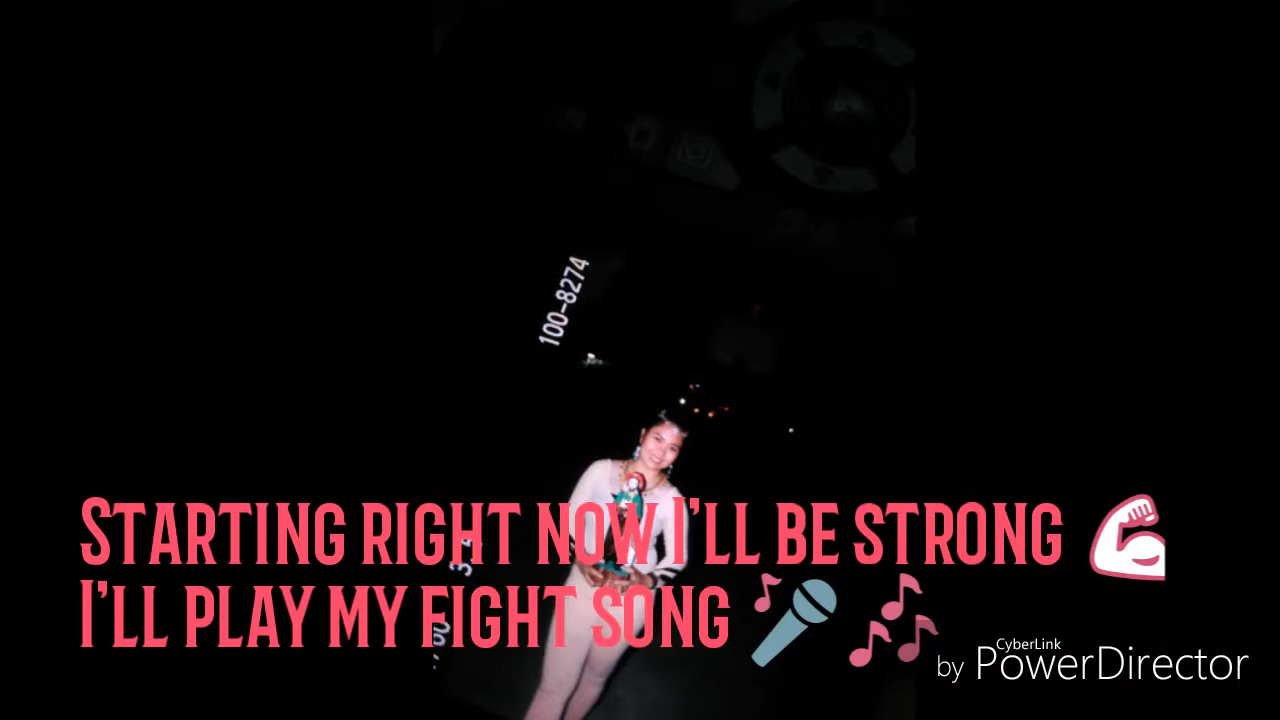 100-8274
STARTING RIGHT NOW I'LL BE STRONG
I'LL PLAY MY FIGHT SONG
CyberLink
by PowerDirector